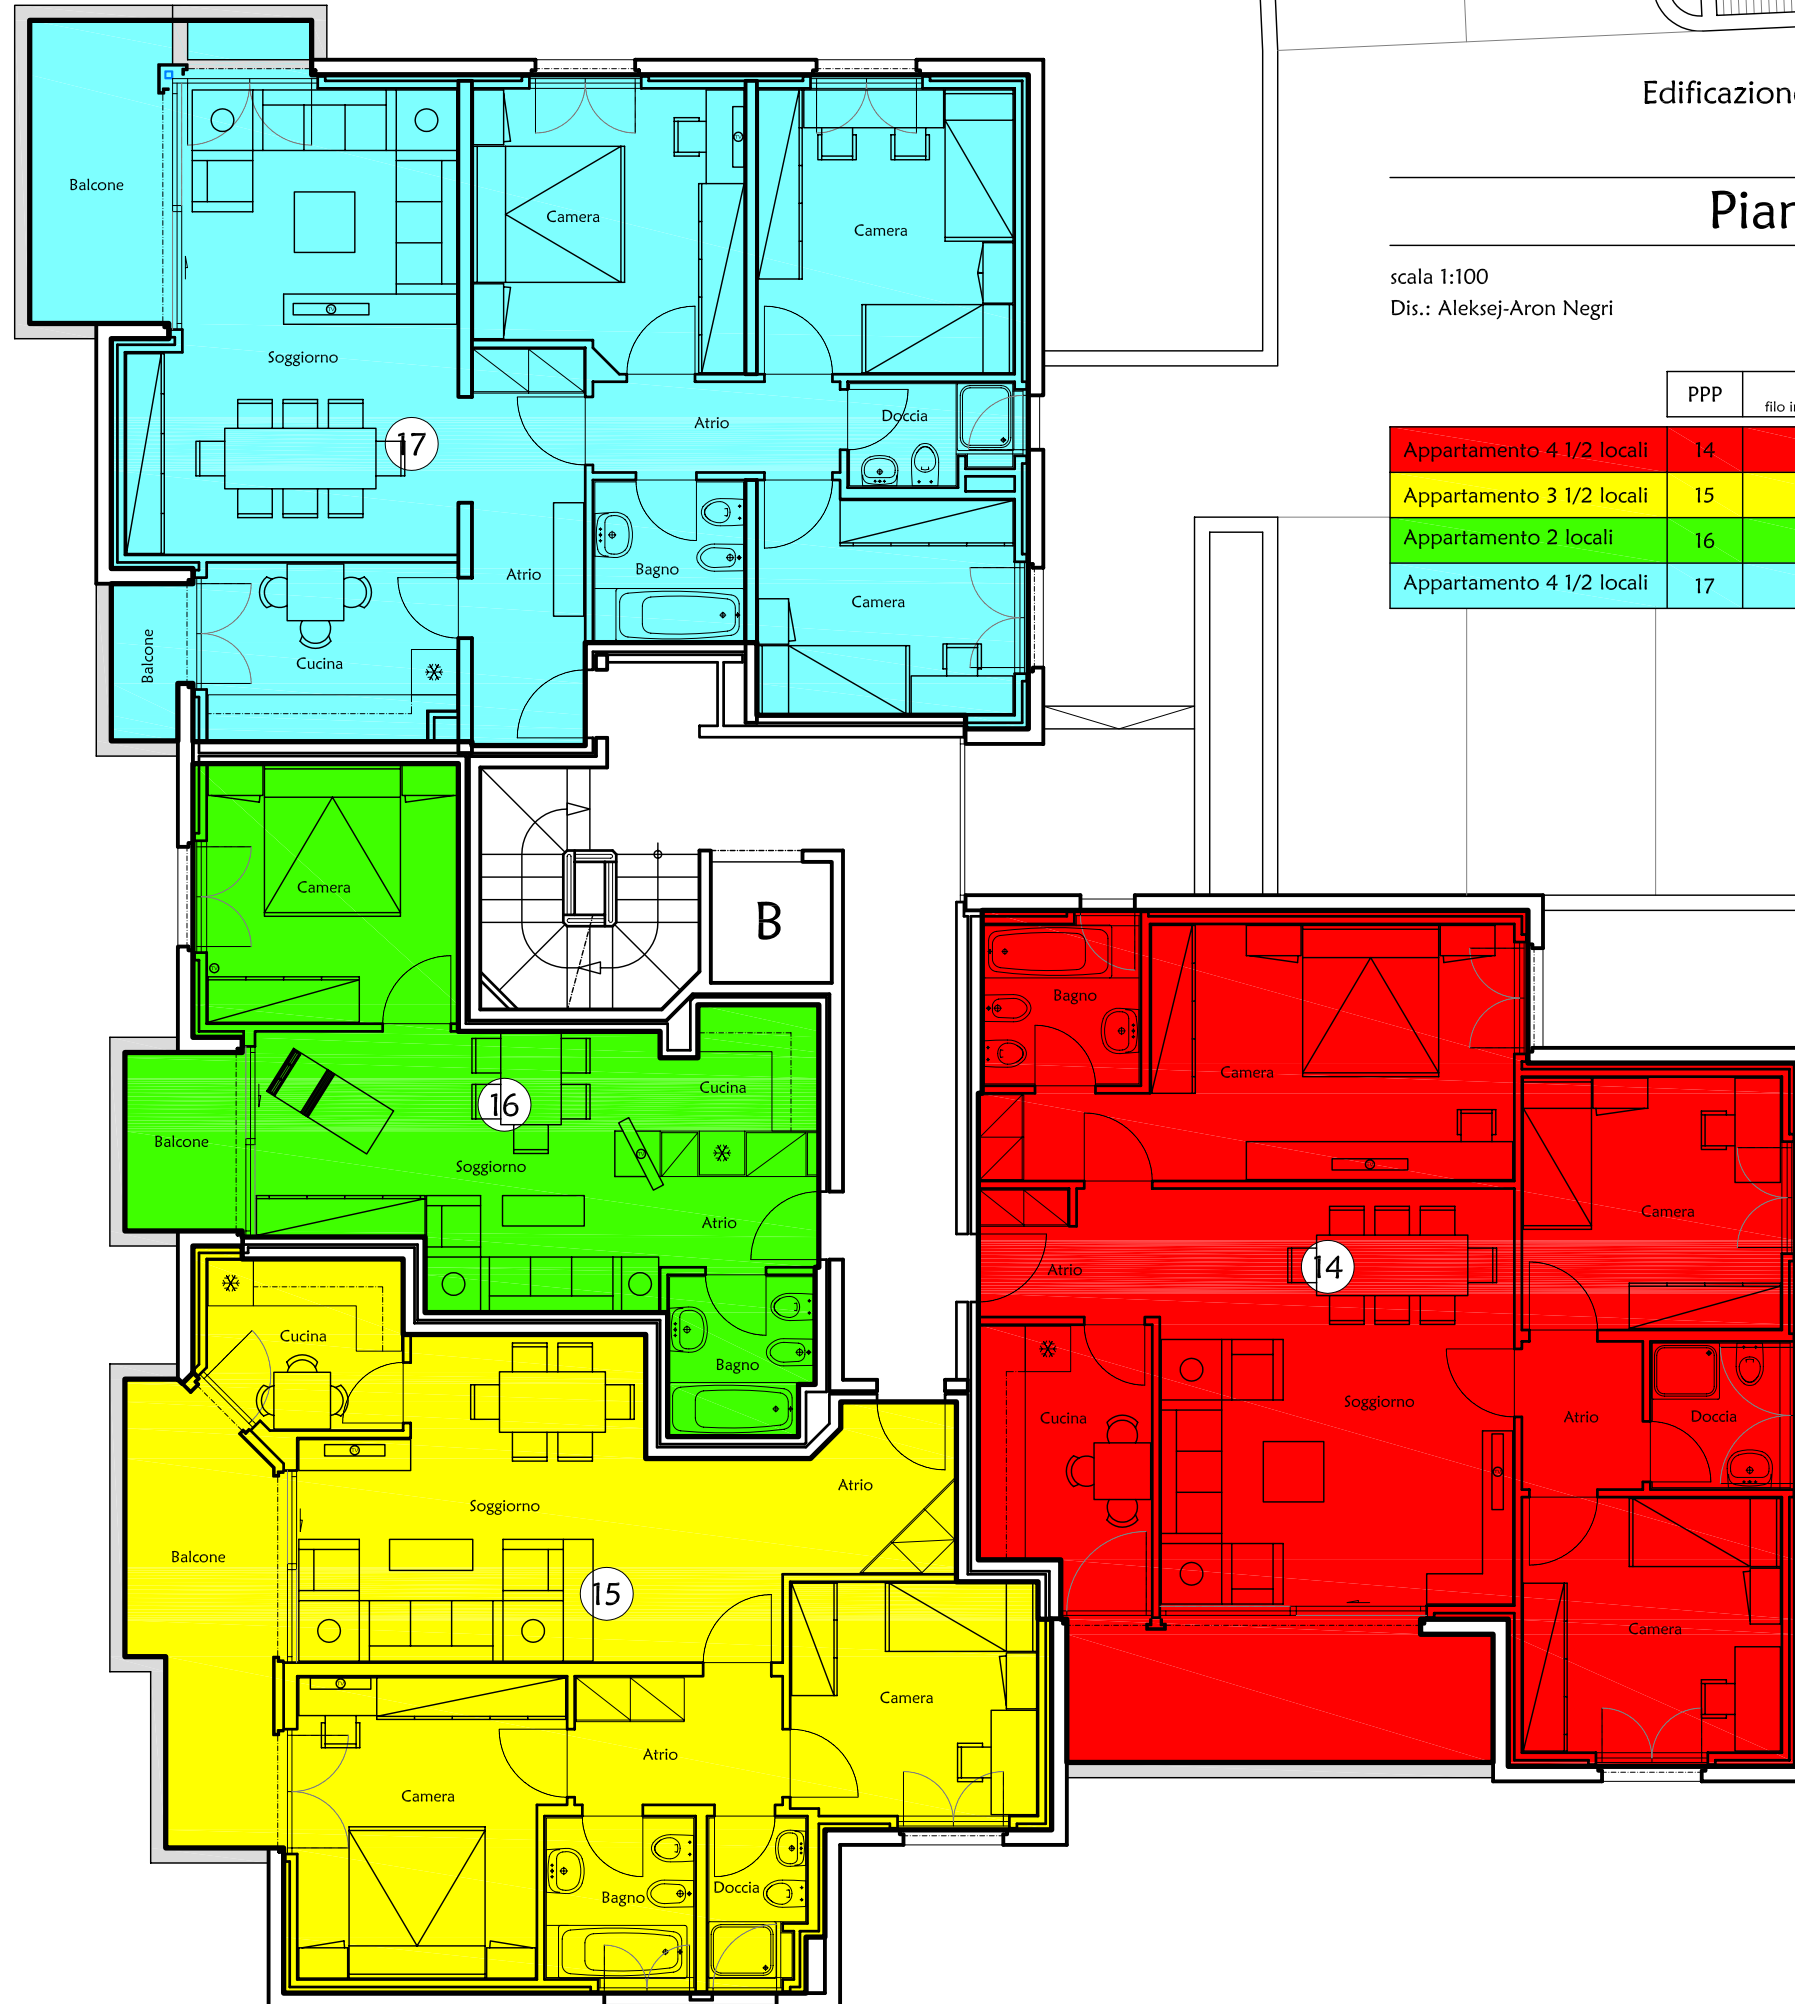 Edificazion
Pian
scala 1:100
Dis.: Aleksej-Aron Negri
PPP
filo in
Appartamento 4 1/2 locali 14
Appartamento 3 1/2 locali 15
Appartamento 2 locali 16
Appartamento 4 1/2 locali 17
Balcone
Camera
Camera
Soggiorno
17
Atrio
Doccia
Atrio
Bagno
Camera
Balcone
Cucina
Camera
B
16
Cucina
Balcone
Soggiorno
Atrio
Bagno
Bagno
Camera
Camera
Atrio
14
Cucina
Soggiorno
Atrio
Doccia
Camera
Cucina
Soggiorno
Atrio
Balcone
15
Camera
Atrio
Camera
Bagno
Doccia